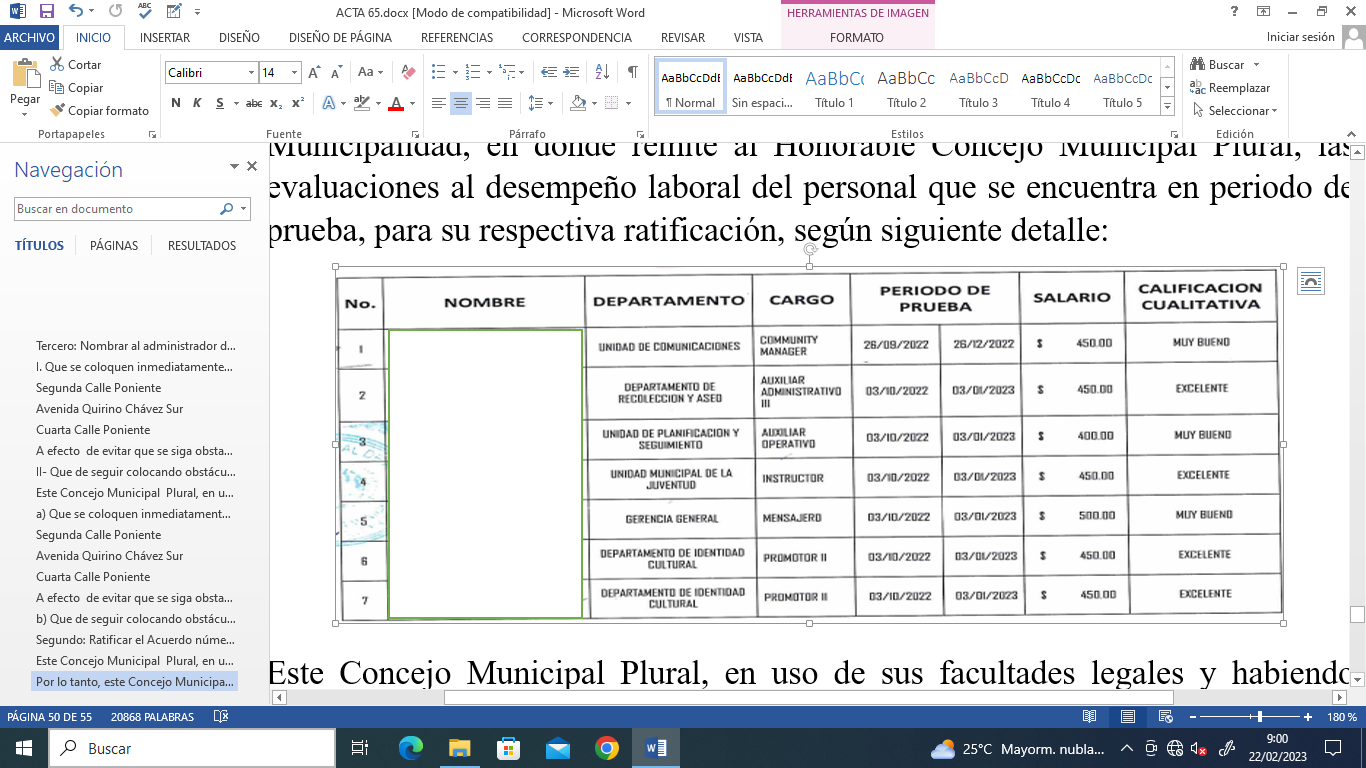 ACTA 65.docx [Modo de compatibilidad] - Microsoft Word
HERRAMIENTAS DE IMAGEN
ARCHIVO INICIO INSERTAR DISEÑO DISEÑO DE PÁGINA REFERENCIAS CORRESPONDENCIA REVISAR VISTA FORMATO
Iniciar sesión
Pegar
Cortar
Copiar
Copiar formato
Portapapeles
Calibri 14
N K S abc x₂ x²
Fuente
Párrafo
AaBbCcDdE AaBbCcDdE AaBbCc AaBbCc AaBbCcD AaBbCcDc AaBbCcDc
¶ Normal Sin espaci... Título 1 Título 2 Título 3 Título 4 Título 5
Estilos
Buscar
Reemplazar
Seleccionar
Edición
Navegación
Buscar en documento
TÍTULOS PÁGINAS RESULTADOS
Tercero: Nombrar al administrador d...
I. Que se coloquen inmediatamente...
Segunda Calle Poniente
Avenida Quirino Chávez Sur
Cuarta Calle Poniente
A efecto de evitar que se siga obsta...
II- Que de seguir colocando obstácu...
Este Concejo Municipal Plural, en u...
a) Que se coloquen inmediatament...
Segunda Calle Poniente
Avenida Quirino Chávez Sur
Cuarta Calle Poniente
A efecto de evitar que se siga obsta...
b) Que de seguir colocando obstácu...
Segundo: Ratificar el Acuerdo núme...
Este Concejo Municipal Plural, en u...
Por lo tanto, este Concejo Municipa...
Municipalidad, en donde remite al Honorable Concejo Municipal Plural, las
evaluaciones al desempeño laboral del personal que se encuentra en periodo de
prueba, para su respectiva ratificación, según siguiente detalle:
No. NOMBRE DEPARTAMENTO CARGO PERIODO DE PRUEBA SALARIO CALIFICACION CUALITATIVA
1 UNIDAD DE COMUNICACIONES COMMUNITY MANAGER 26/09/2022 26/12/2022 $ 450.00 MUY BUENO
2 DEPARTAMENTO DE RECOLECCION Y ASEO AUXILIAR ADMINISTRATIVO III 03/10/2022 03/01/2023 $ 450.00 EXCELENTE
3 UNIDAD DE PLANIFICACION Y SEGUIMIENTO AUXILIAR OPERATIVO 03/10/2022 03/01/2023 $ 400.00 MUY BUENO
4 UNIDAD MUNICIPAL DE LA JUVENTUD INSTRUCTOR 03/10/2022 03/01/2023 $ 450.00 EXCELENTE
5 GERENCIA GENERAL MENSAJERO 03/10/2022 03/01/2023 $ 500.00 MUY BUENO
6 DEPARTAMENTO DE IDENTIDAD CULTURAL PROMOTOR II 03/10/2022 03/01/2023 $ 450.00 EXCELENTE
7 DEPARTAMENTO DE IDENTIDAD CULTURAL PROMOTOR II 03/10/2022 03/01/2023 $ 450.00 EXCELENTE
Este Concejo Municipal Plural, en uso de sus facultades legales y habiendo
PÁGINA 50 DE 55 20868 PALABRAS
180 %
Buscar
25°C Mayorm. nubla...
9:00
22/02/2023